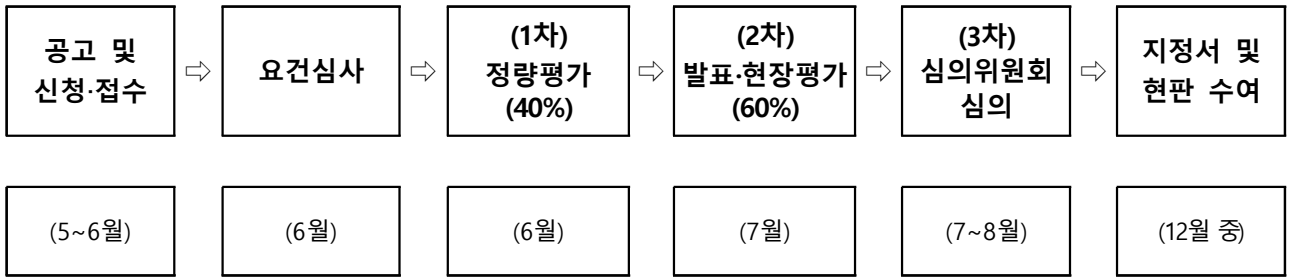 공고 및
신청·접수
⇨
요건심사
⇨
(1차)
정량평가
(40%)
⇨
(2차)
발표·현장평가
(60%)
⇨
(3차)
심의위원회
심의
⇨
지정서 및
현판 수여
(5~6월)
(6월)
(6월)
(7월)
(7~8월)
(12월 중)